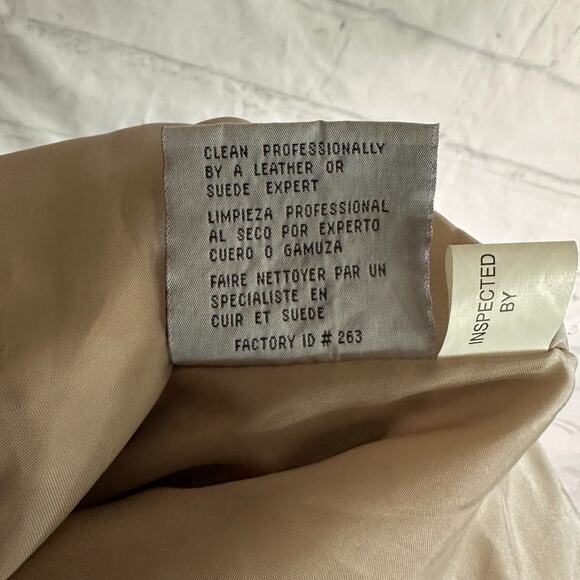 CLEAN PROFESSIONALLY
BY A LEATHER OR
SUEDE EXPERT
LIMPIEZA PROFESSIONAL
AL SECO POR EXPERTO
CUERO O GAMUZA
FAIRE NETTOYER PAR UN
SPECIALISTE EN
CUIR ET SUEDE
FACTORY ID # 263
INSPECTED
BY